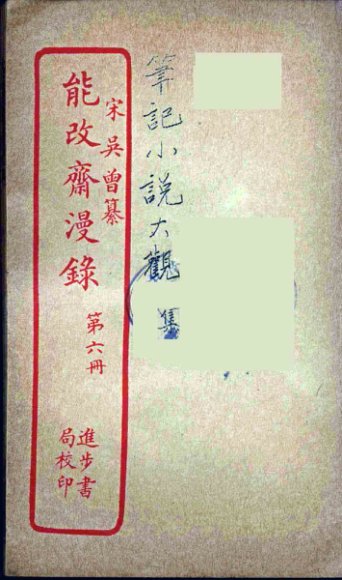 筆記小説大觀
集
宋吳曾纂
能改齋漫錄
第六冊
進步書
局校印